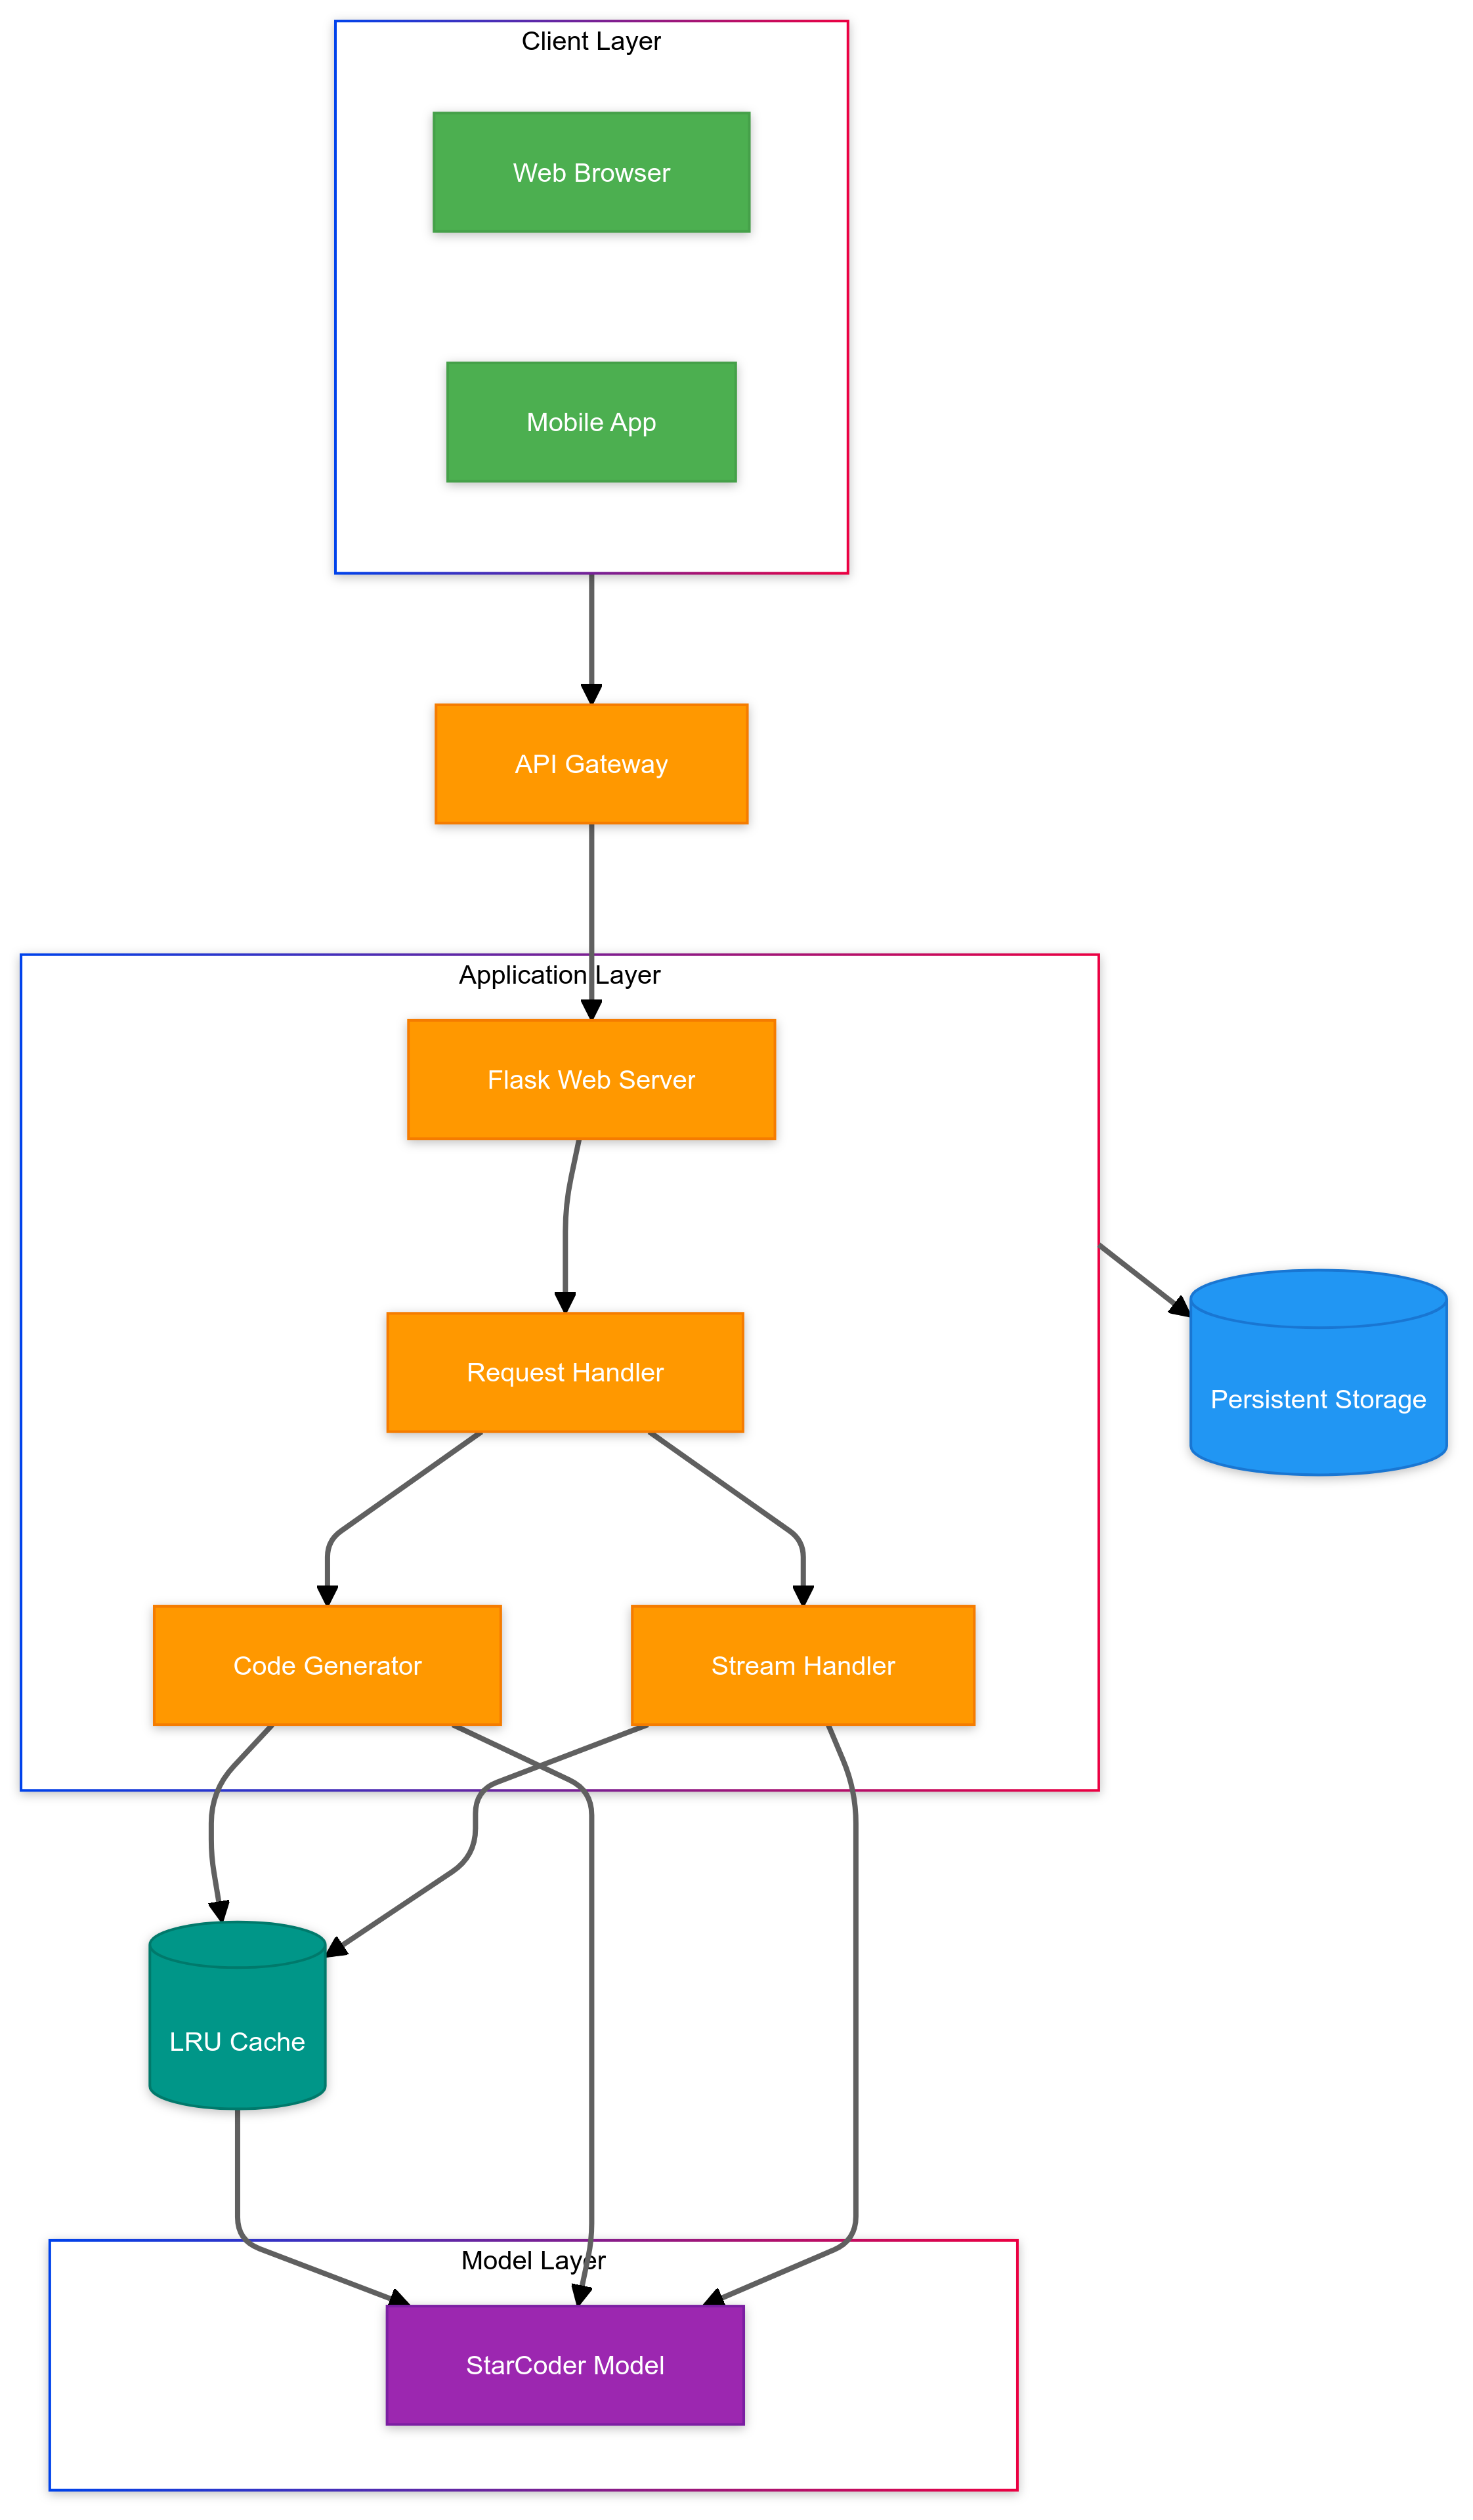 Client Layer
Web Browser
Mobile App
API Gateway
Application Layer
Flask Web Server
Request Handler
Persistent Storage
Code Generator
Stream Handler
LRU Cache
Model Layer
StarCoder Model